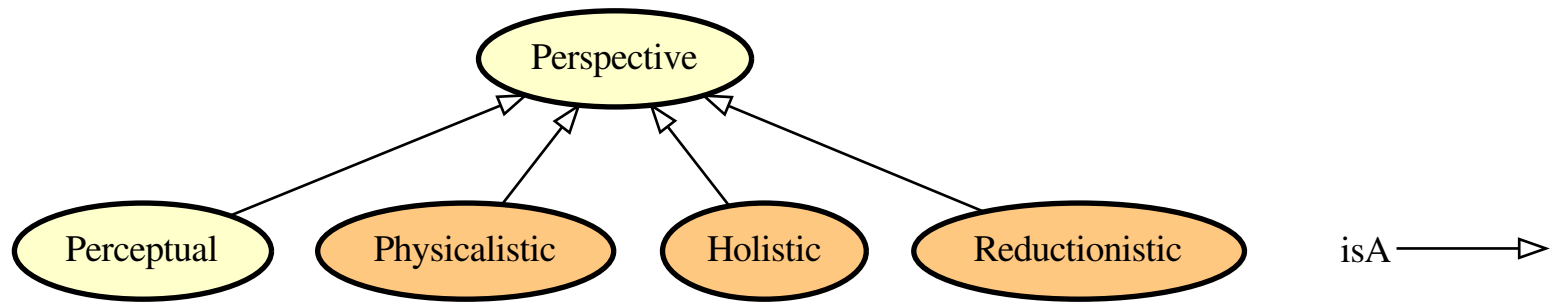 Perspective
Perceptual
Physicalistic
Holistic
Reductionistic
isA